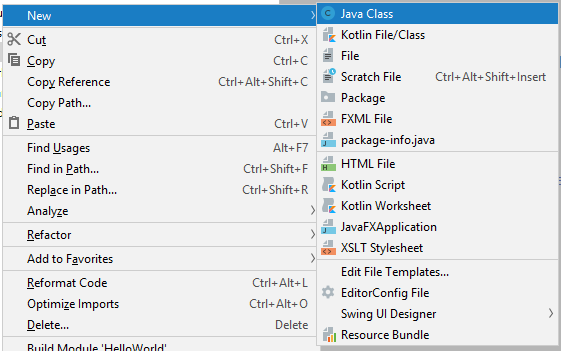 New
Cut Ctrl+X
Copy Ctrl+C
Copy Reference Ctrl+Alt+Shift+C
Copy Path...
Paste Ctrl+V
Find Usages Alt+F7
Find in Path... Ctrl+Shift+F
Replace in Path... Ctrl+Shift+R
Analyze
Refactor
Add to Favorites
Reformat Code Ctrl+Alt+L
Optimize Imports Ctrl+Alt+O
Delete... Delete
Build Module 'HelloWorld'
Java Class
Kotlin File/Class
File
Scratch File Ctrl+Alt+Shift+Insert
Package
FXML File
package-info.java
HTML File
Kotlin Script
Kotlin Worksheet
JavaFXApplication
XSLT Stylesheet
Edit File Templates...
EditorConfig File
Swing UI Designer
Resource Bundle